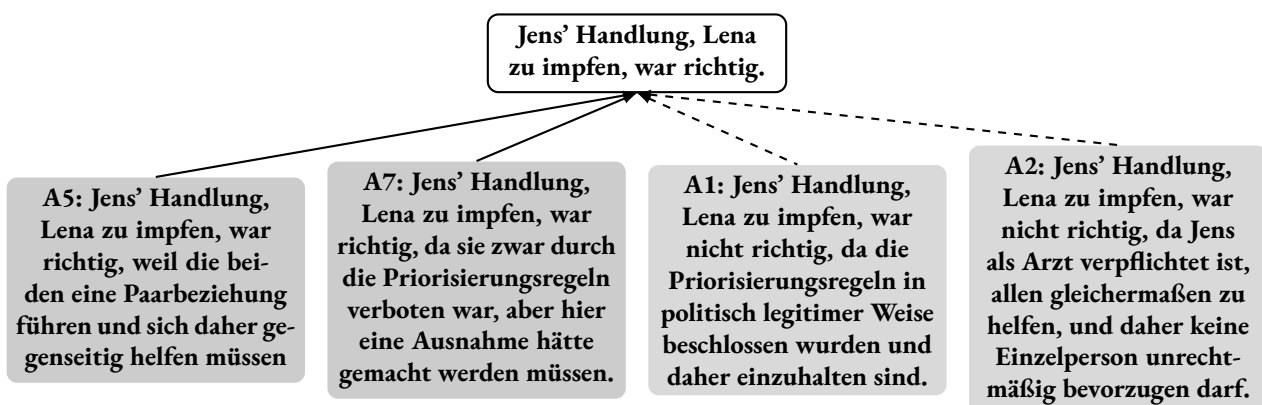 Jens’ Handlung, Lena
zu impfen, war richtig.
A5: Jens’ Handlung,
Lena zu impfen, war
richtig, weil die bei-
den eine Paarbeziehung
führen und sich daher ge-
genseitig helfen müssen
A7: Jens’ Handlung,
Lena zu impfen, war
richtig, da sie zwar durch
die Priorisierungsregeln
verboten war, aber hier
eine Ausnahme hätte
gemacht werden müssen.
A1: Jens’ Handlung,
Lena zu impfen, war
nicht richtig, da die
Priorisierungsregeln in
politisch legitimer Weise
beschlossen wurden und
daher einzuhalten sind.
A2: Jens’ Handlung,
Lena zu impfen, war
nicht richtig, da Jens
als Arzt verpflichtet ist,
allen gleichermaßen zu
helfen, und daher keine
Einzelperson unrecht-
mäßig bevorzugen darf.